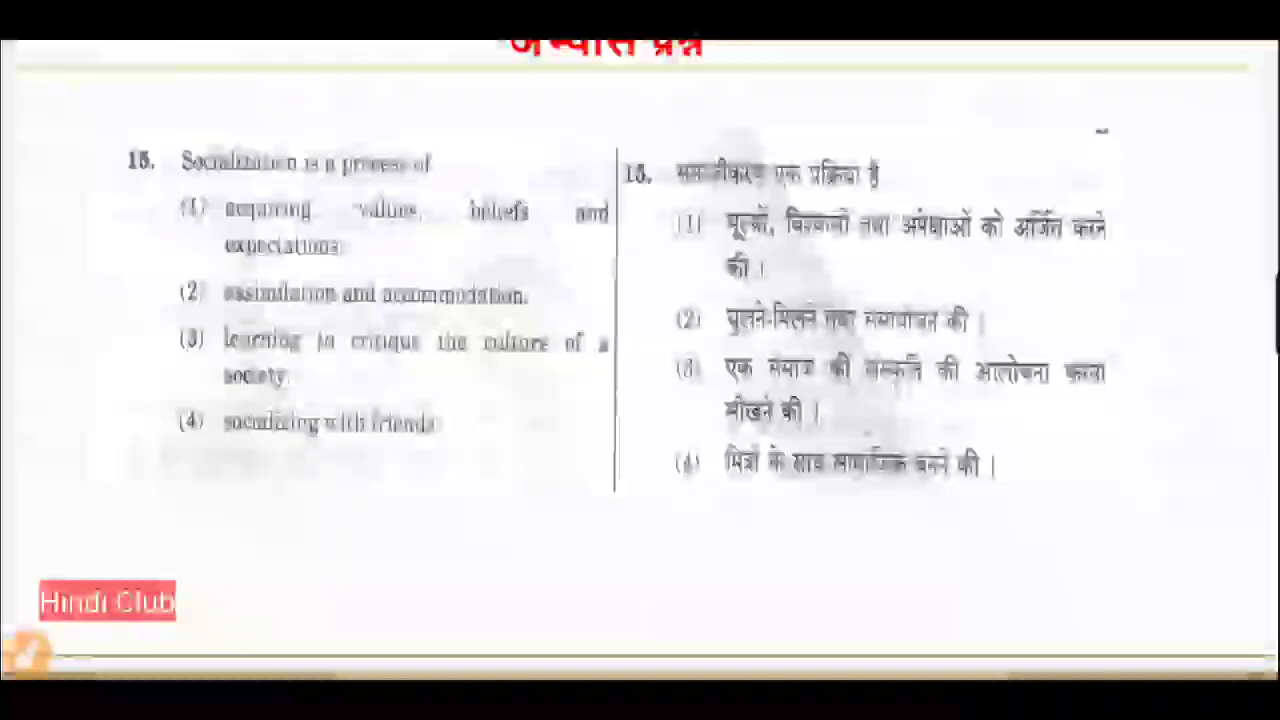 अभ्यास प्रश्न
15. Socialization is a process of
(1) acquiring values, beliefs and
expectations.
(2) assimilation and accommodation.
(3) learning to critique the culture of a
society.
(4) socializing with friends.
15. समाजीकरण एक प्रक्रिया है
(1) मूल्यों, विश्वासों तथा अपेक्षाओं को अर्जित करने
की ।
(2) घुलने-मिलने तथा समायोजन की ।
(3) एक समाज की संस्कृति की आलोचना करना
सीखने की ।
(4) मित्रों के साथ सामाजिक बनने की ।
Hindi Club